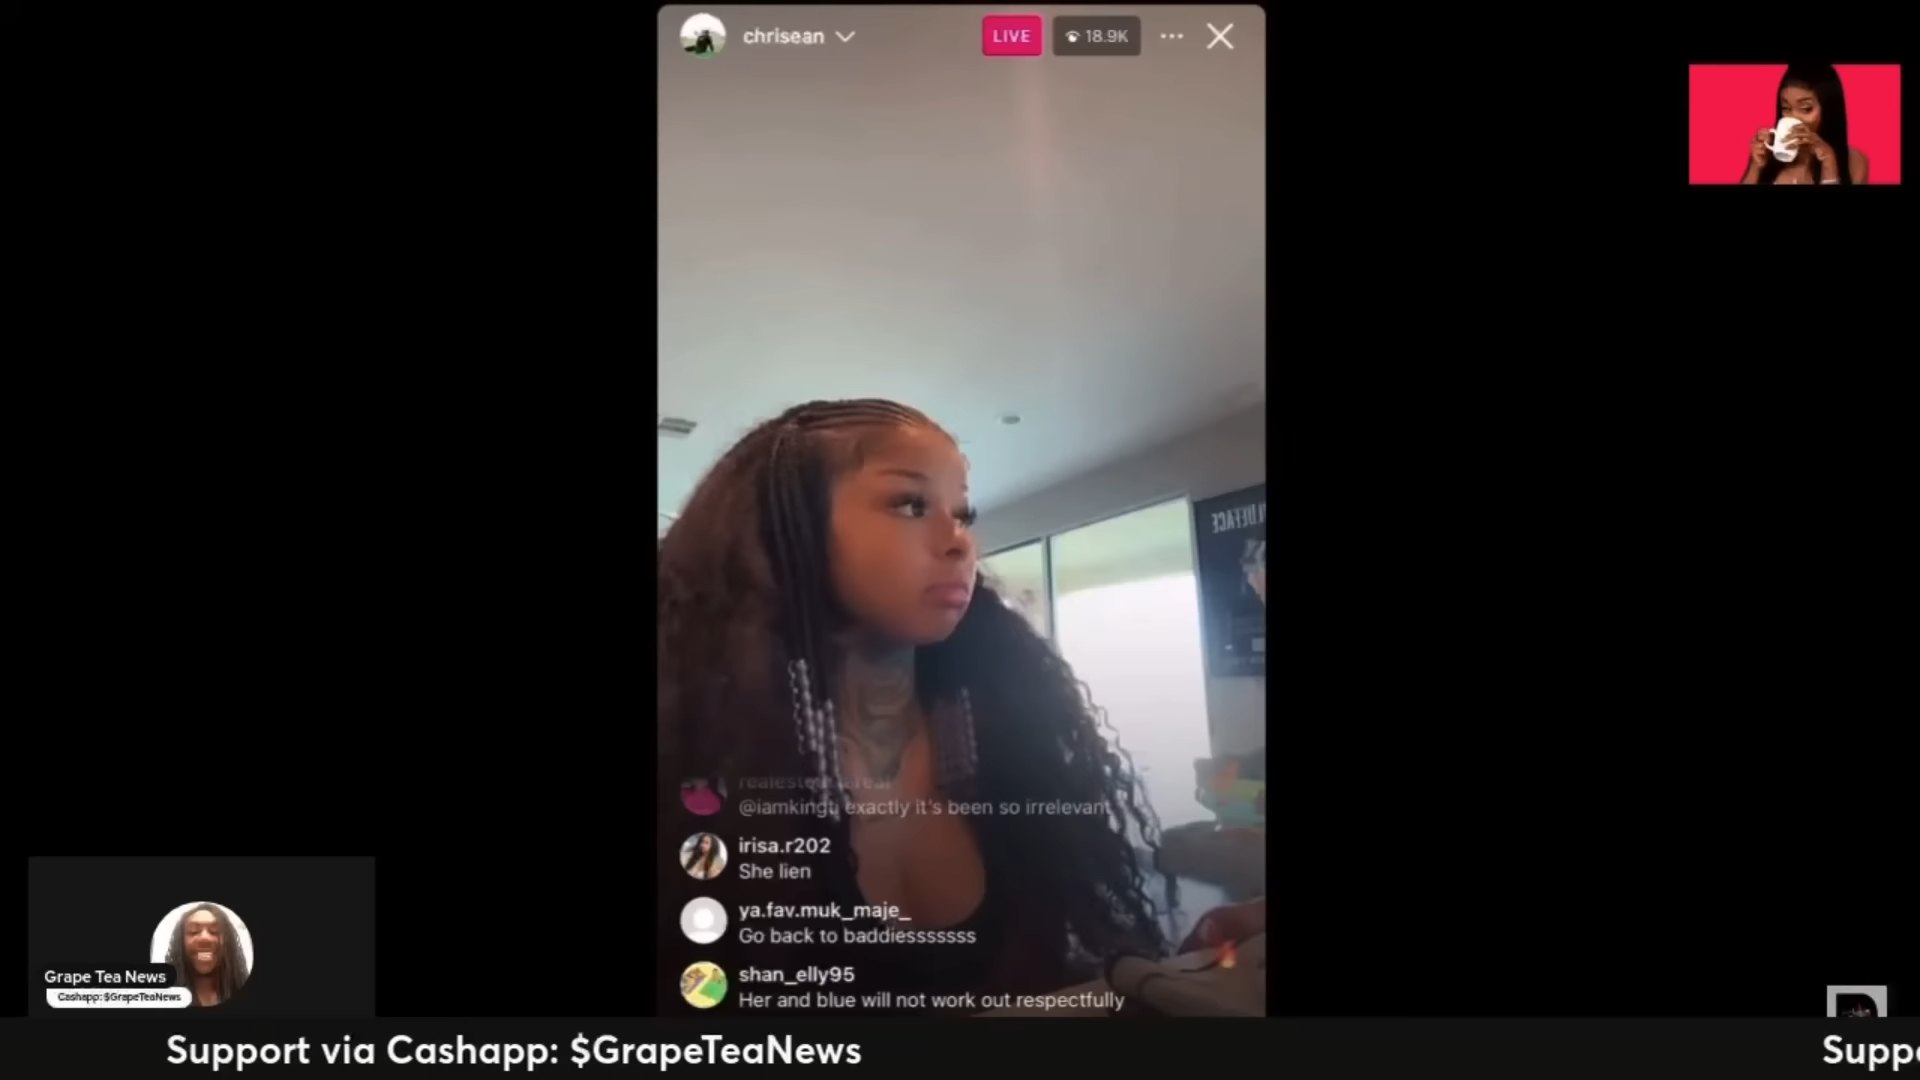 chrisean
LIVE
18.9K
@iamkingtj exactly it's been so irrelevant
irisa.r202
She lien
ya.fav.muk_maje_
Go back to baddiesssssss
shan_elly95
Her and blue will not work out respectfully
Grape Tea News
Cashapp: $GrapeTeaNews
Support via Cashapp: $GrapeTeaNews
Suppo